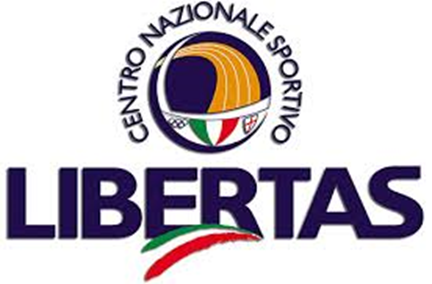 CENTRO NAZIONALE SPORTIVO
LIBERTAS